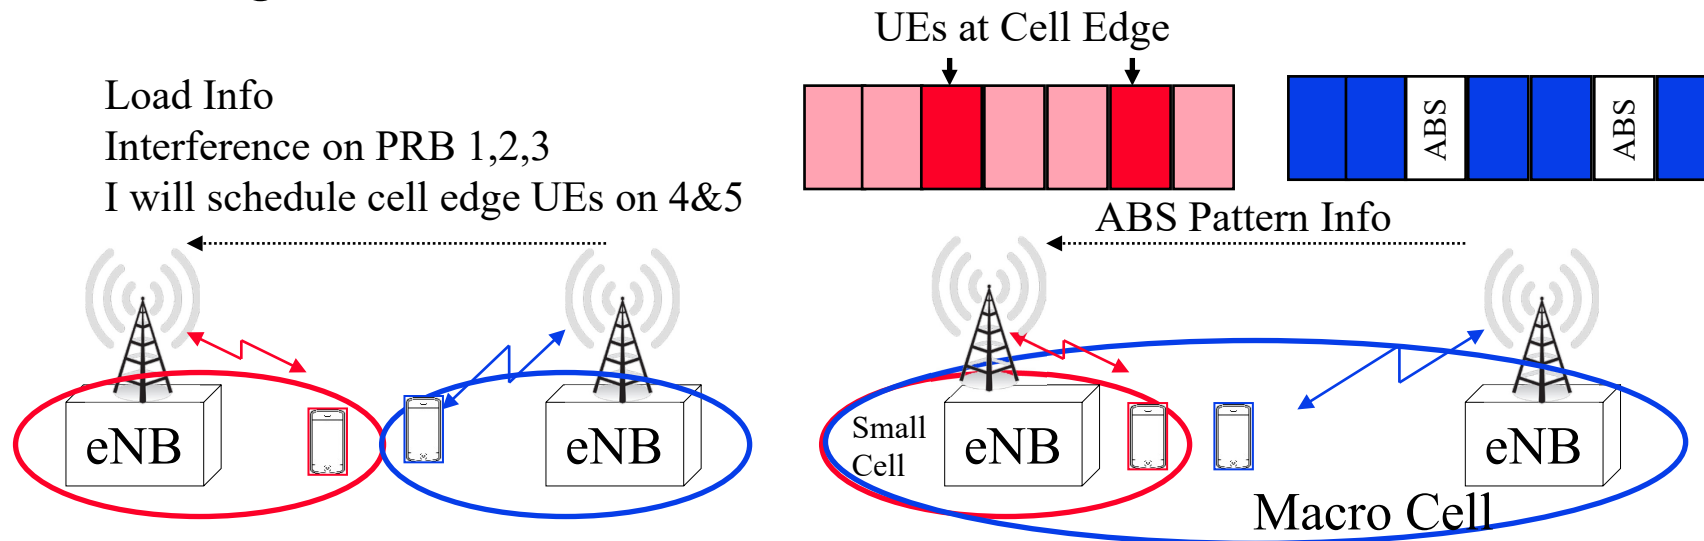 Load Info
Interference on PRB 1,2,3
I will schedule cell edge UEs on 4&5
eNB
eNB
UEs at Cell Edge
ABS
ABS
ABS Pattern Info
Small
Cell
eNB
eNB
Macro Cell